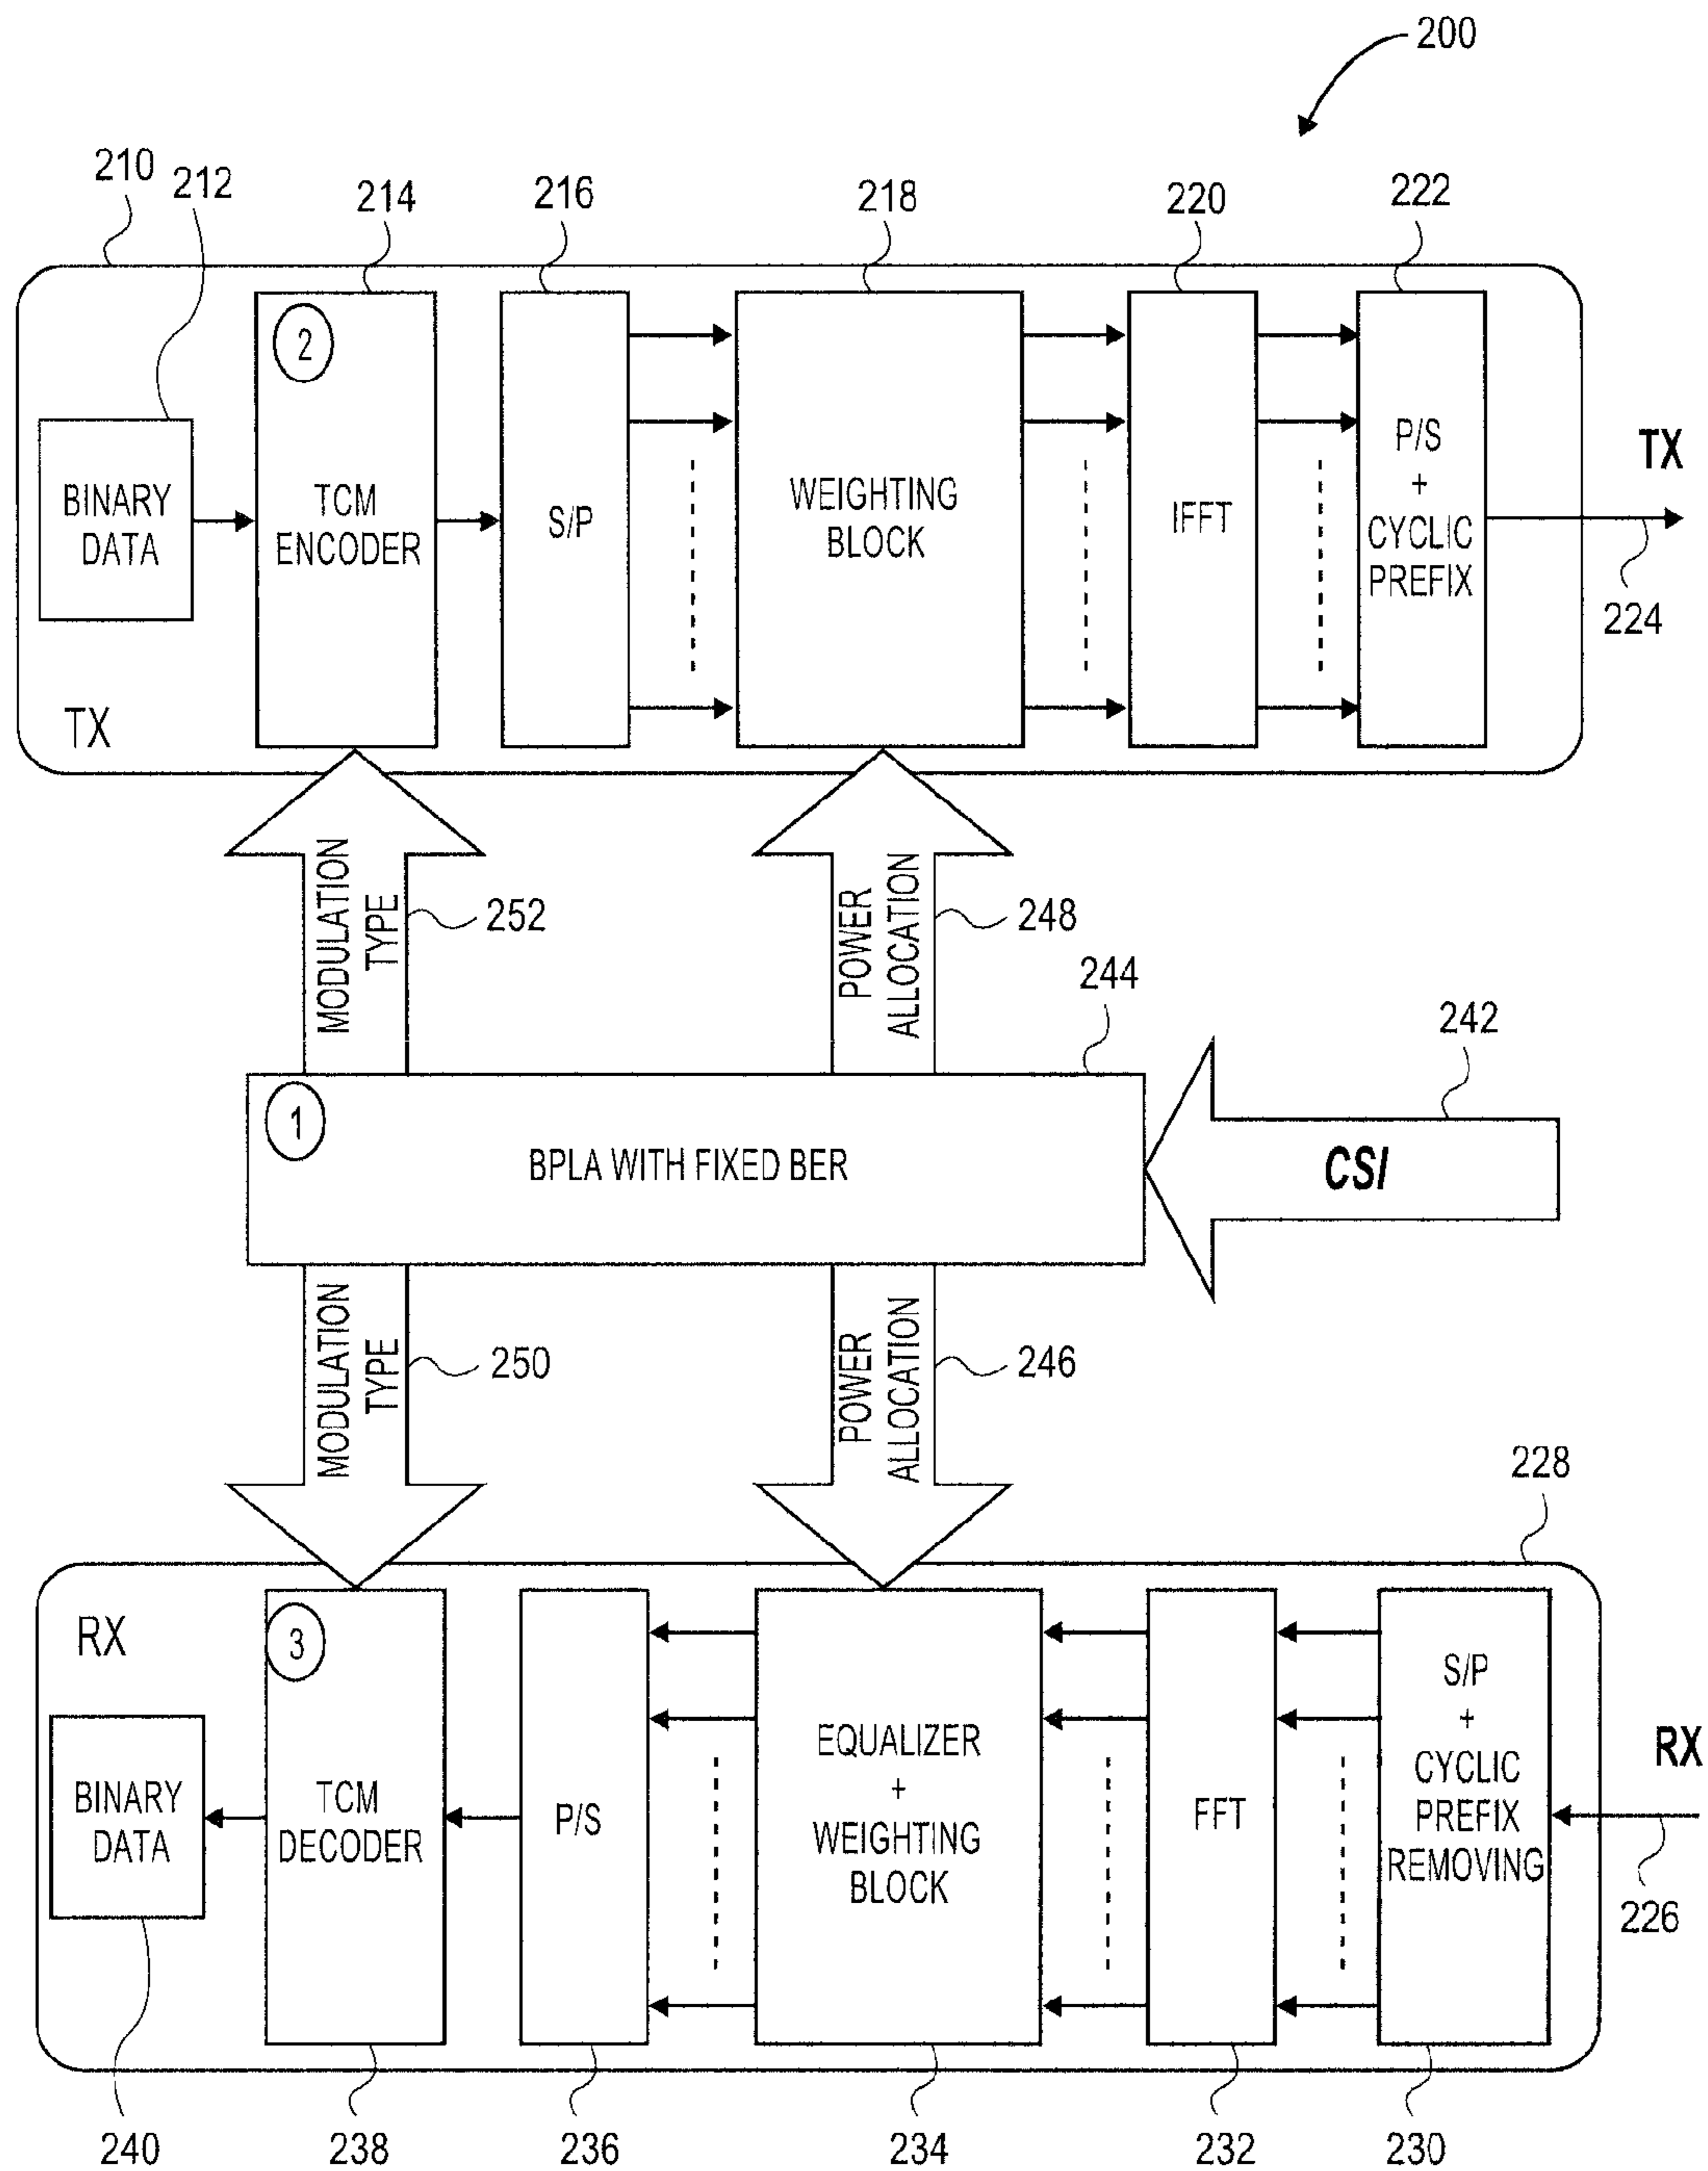 200
210
212
214
216
218
220
222
2
BINARY
DATA
TCM
ENCODER
S/P
WEIGHTING
BLOCK
IFFT
P/S
+
CYCLIC
PREFIX
TX
224
TX
MODULATION
TYPE
252
POWER
ALLOCATION
248
244
242
1
BPLA WITH FIXED BER
CSI
MODULATION
TYPE
250
POWER
ALLOCATION
246
228
RX
3
BINARY
DATA
TCM
DECODER
P/S
EQUALIZER
+
WEIGHTING
BLOCK
FFT
S/P
+
CYCLIC
PREFIX
REMOVING
RX
226
240
238
236
234
232
230